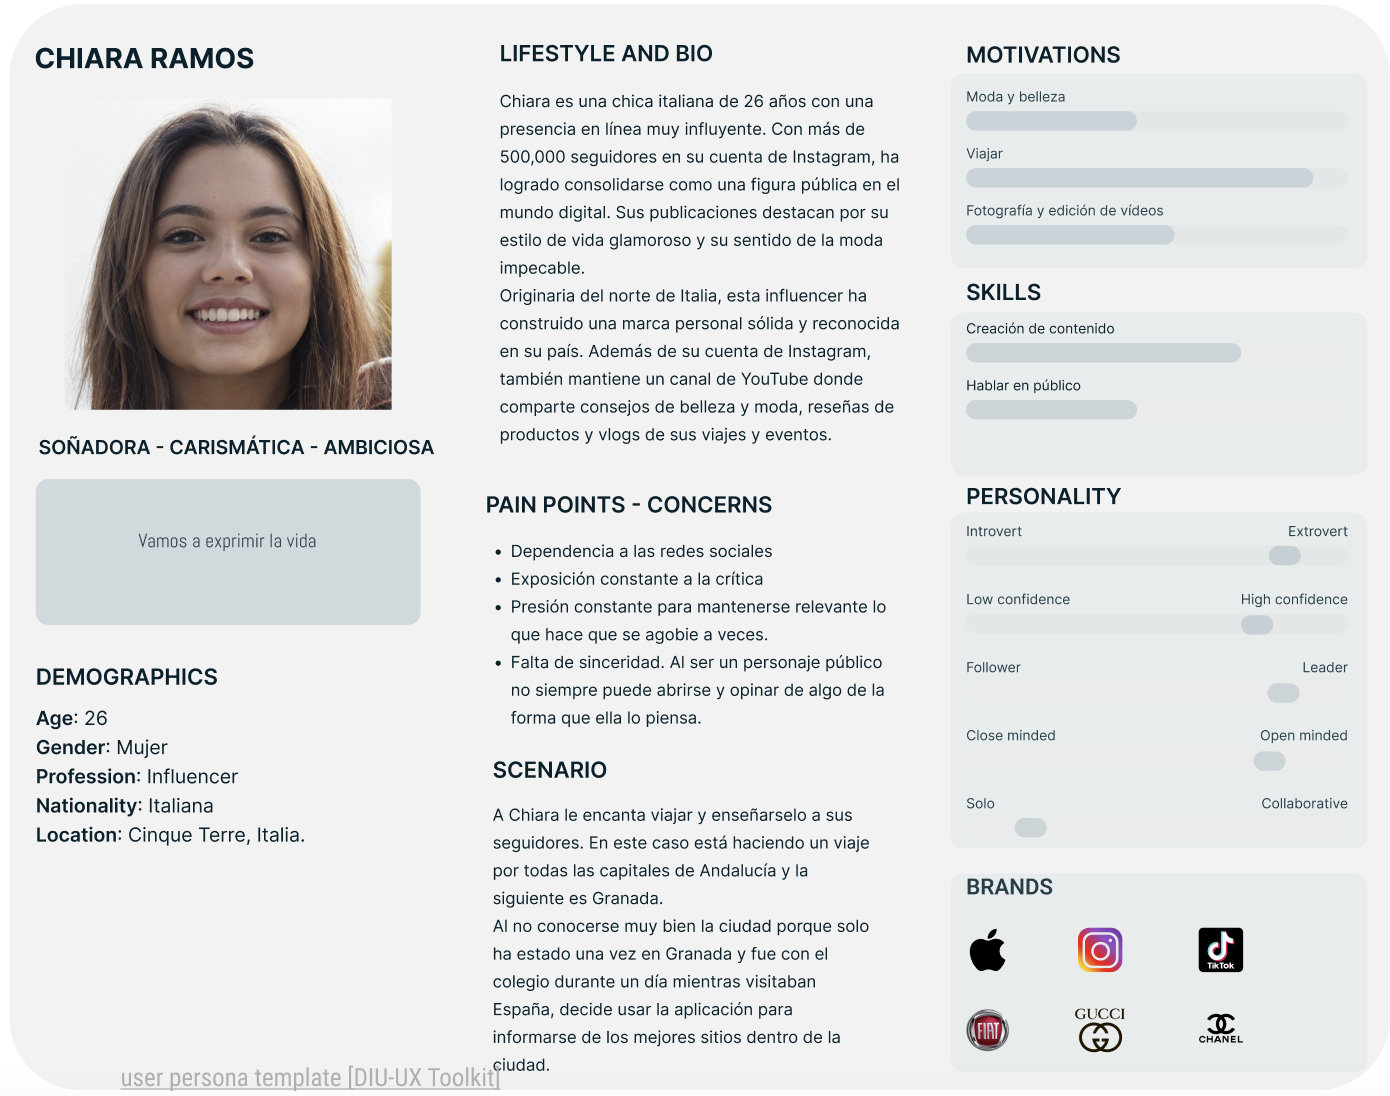 CHIARA RAMOS
SOÑADORA - CARISMÁTICA - AMBICIOSA
Vamos a exprimir la vida
DEMOGRAPHICS
Age: 26
Gender: Mujer
Profession: Influencer
Nationality: Italiana
Location: Cinque Terre, Italia.
LIFESTYLE AND BIO
Chiara es una chica italiana de 26 años con una
presencia en línea muy influyente. Con más de
500,000 seguidores en su cuenta de Instagram, ha
logrado consolidarse como una figura pública en el
mundo digital. Sus publicaciones destacan por su
estilo de vida glamoroso y su sentido de la moda
impecable.
Originaria del norte de Italia, esta influencer ha
construido una marca personal sólida y reconocida
en su país. Además de su cuenta de Instagram,
también mantiene un canal de YouTube donde
comparte consejos de belleza y moda, reseñas de
productos y vlogs de sus viajes y eventos.
PAIN POINTS - CONCERNS
• Dependencia a las redes sociales
• Exposición constante a la crítica
• Presión constante para mantenerse relevante lo
que hace que se agobie a veces.
• Falta de sinceridad. Al ser un personaje público
no siempre puede abrirse y opinar de algo de la
forma que ella lo piensa.
SCENARIO
A Chiara le encanta viajar y enseñarselo a sus
seguidores. En este caso está haciendo un viaje
por todas las capitales de Andalucía y la
siguiente es Granada.
Al no conocerse muy bien la ciudad porque solo
ha estado una vez en Granada y fue con el
colegio durante un día mientras visitaban
España, decide usar la aplicación para
informarse de los mejores sitios dentro de la
ciudad.
MOTIVATIONS
Moda y belleza
Viajar
Fotografía y edición de vídeos
SKILLS
Creación de contenido
Hablar en público
PERSONALITY
Introvert Extrovert
Low confidence High confidence
Follower Leader
Close minded Open minded
Solo Collaborative
BRANDS
TikTok
FIAT
GUCCI
CHANEL
user persona template [DIU-UX Toolkit]